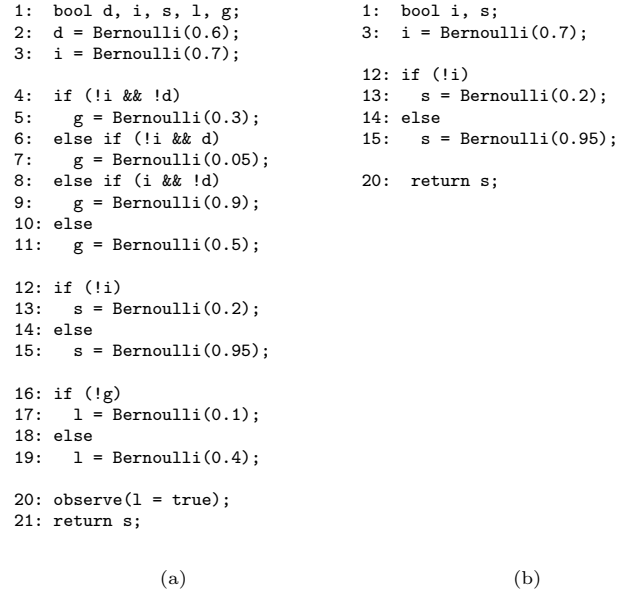 1: bool d, i, s, l, g;
2: d = Bernoulli(0.6);
3: i = Bernoulli(0.7);
4: if (!i && !d)
5: g = Bernoulli(0.3);
6: else if (!i && d)
7: g = Bernoulli(0.05);
8: else if (i && !d)
9: g = Bernoulli(0.9);
10: else
11: g = Bernoulli(0.5);
12: if (!i)
13: s = Bernoulli(0.2);
14: else
15: s = Bernoulli(0.95);
16: if (!g)
17: l = Bernoulli(0.1);
18: else
19: l = Bernoulli(0.4);
20: observe(l = true);
21: return s;
(a)
1: bool i, s;
3: i = Bernoulli(0.7);
12: if (!i)
13: s = Bernoulli(0.2);
14: else
15: s = Bernoulli(0.95);
20: return s;
(b)